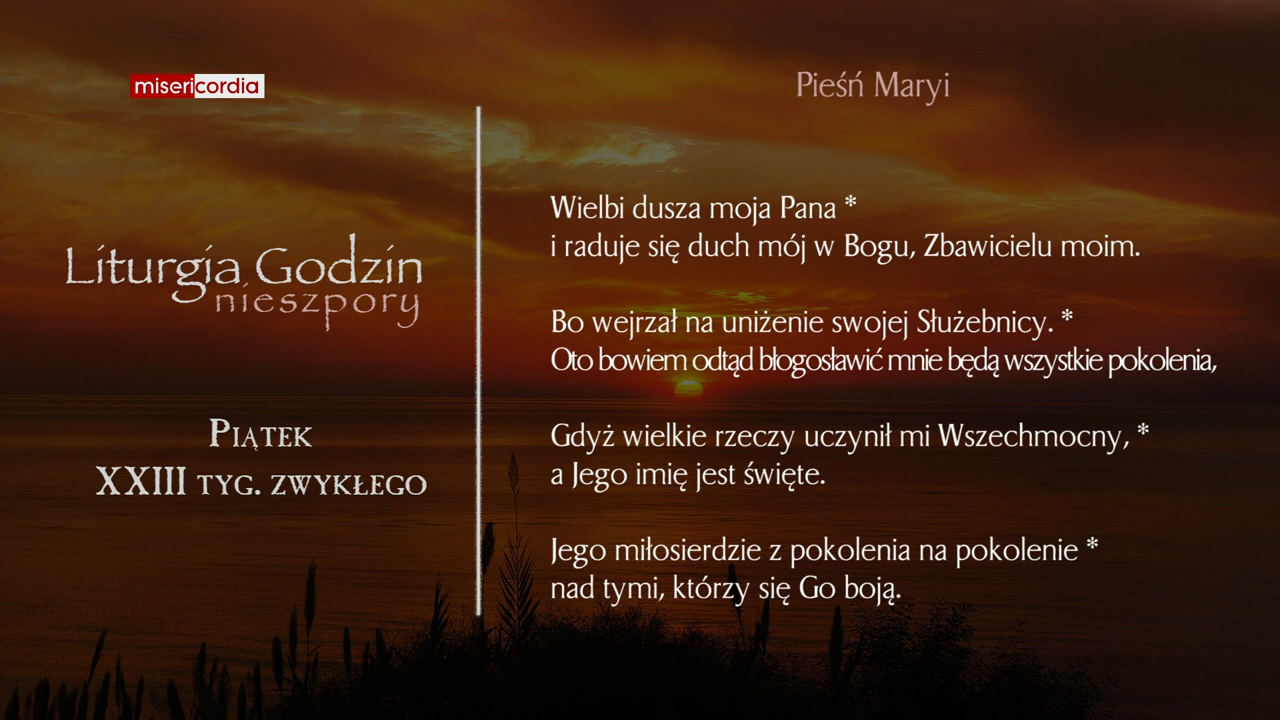 misericordia
Liturgia Godzin
nieszpory
Piątek
XXIII tyg. zwykłego
Pieśń Maryi
Wielbi dusza moja Pana *
i raduje się duch mój w Bogu, Zbawicielu moim.
Bo wejrzał na uniżenie swojej Służebnicy. *
Oto bowiem odtąd błogosławić mnie będą wszystkie pokolenia,
Gdyż wielkie rzeczy uczynił mi Wszechmocny, *
a Jego imię jest święte.
Jego miłosierdzie z pokolenia na pokolenie *
nad tymi, którzy się Go boją.